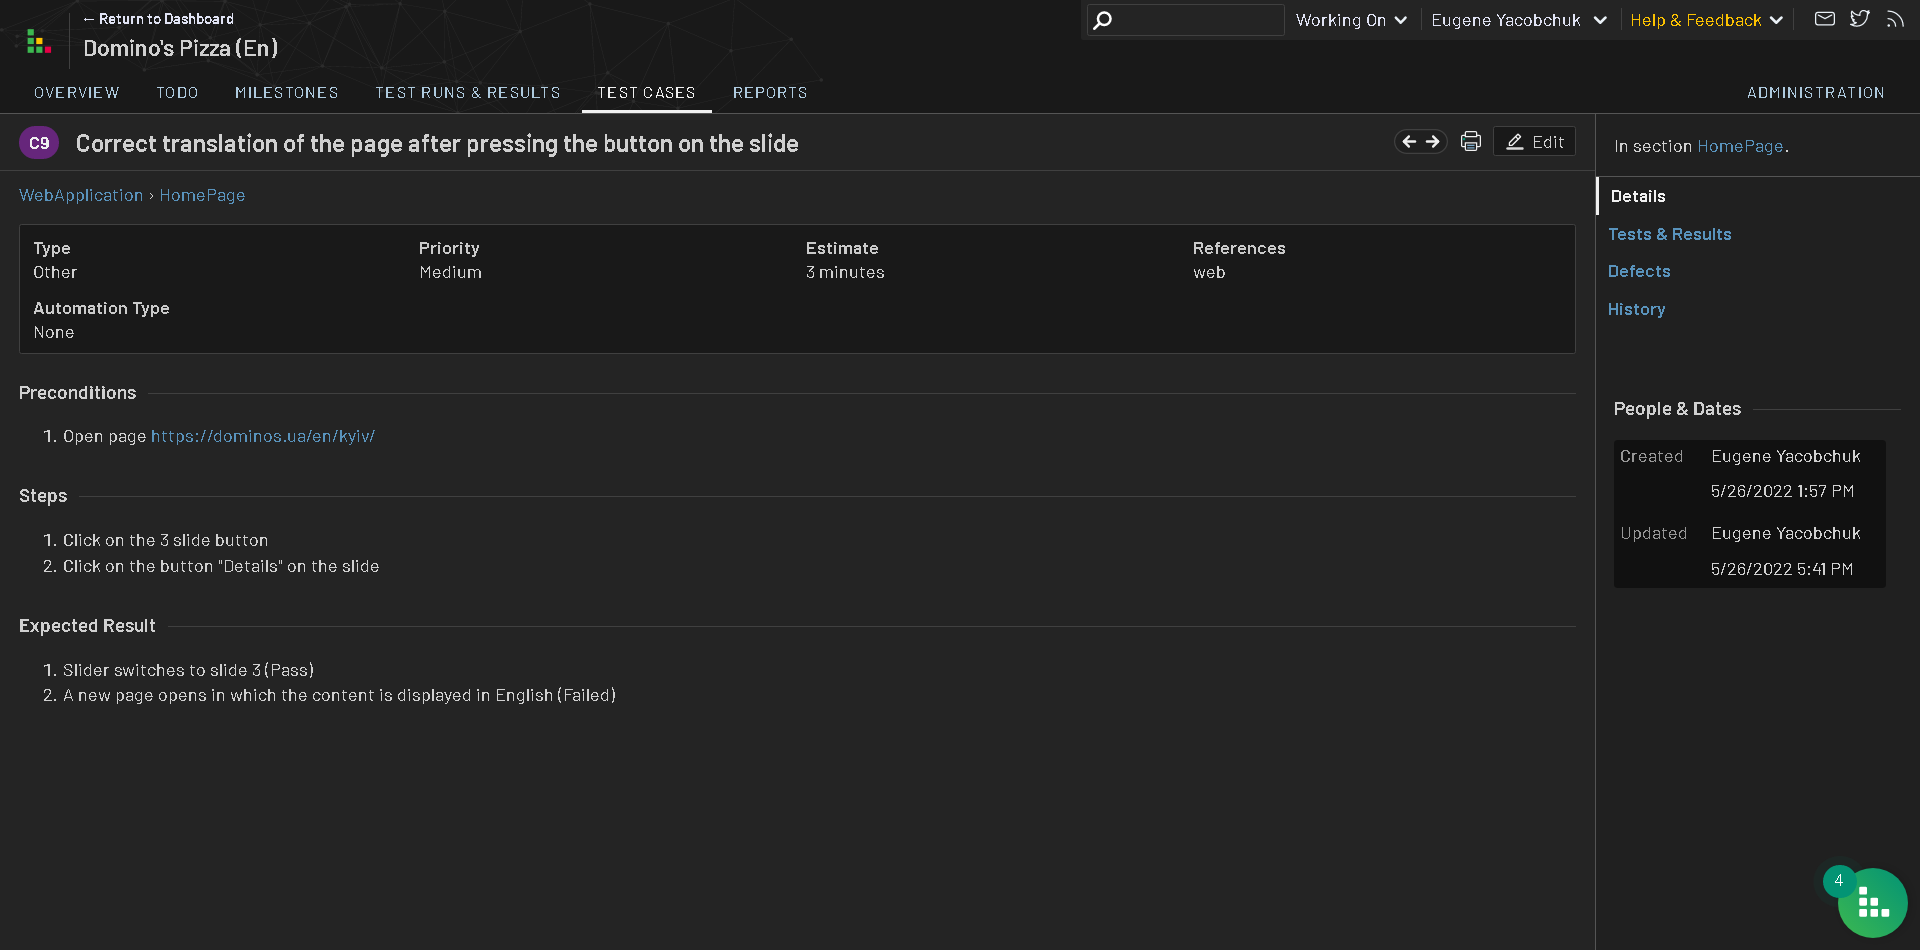 ← Return to Dashboard
Domino's Pizza (En)
Working On
Eugene Yacobchuk
Help & Feedback
OVERVIEW
TODO
MILESTONES
TEST RUNS & RESULTS
TEST CASES
REPORTS
ADMINISTRATION
C9
Correct translation of the page after pressing the button on the slide
Edit
WebApplication › HomePage
Type
Other
Priority
Medium
Estimate
3 minutes
References
web
Automation Type
None
Preconditions
1. Open page https://dominos.ua/en/kyiv/
Steps
1. Click on the 3 slide button
2. Click on the button "Details" on the slide
Expected Result
1. Slider switches to slide 3 (Pass)
2. A new page opens in which the content is displayed in English (Failed)
In section HomePage.
Details
Tests & Results
Defects
History
People & Dates
Created Eugene Yacobchuk
5/26/2022 1:57 PM
Updated Eugene Yacobchuk
5/26/2022 5:41 PM
4